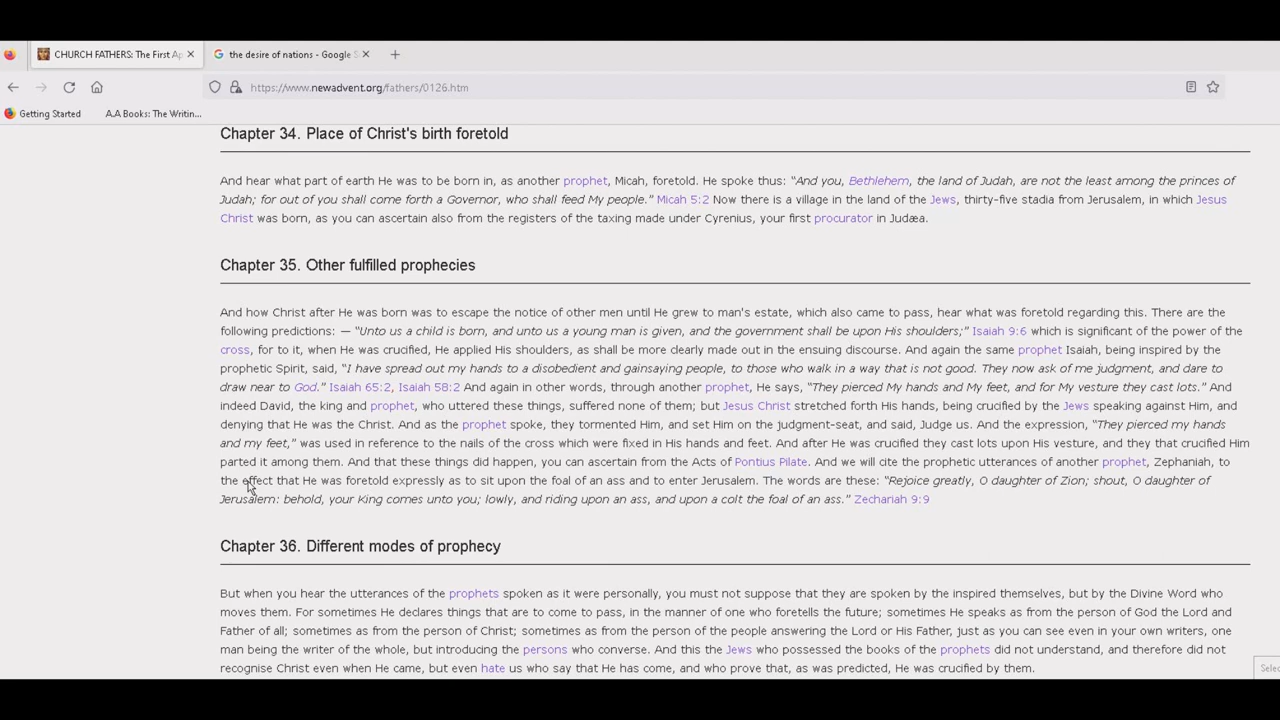 CHURCH FATHERS: The First Ap
the desire of nations - Google S
https://www.newadvent.org/fathers/0126.htm
Getting Started
A.A Books: The Writin...
Chapter 34. Place of Christ's birth foretold
And hear what part of earth He was to be born in, as another prophet, Micah, foretold. He spoke thus: "And you, Bethlehem, the land of Judah, are not the least among the princes of
Judah; for out of you shall come forth a Governor, who shall feed My people." Micah 5:2 Now there is a village in the land of the Jews, thirty-five stadia from Jerusalem, in which Jesus
Christ was born, as you can ascertain also from the registers of the taxing made under Cyrenius, your first procurator in Judæa.
Chapter 35. Other fulfilled prophecies
And how Christ after He was born was to escape the notice of other men until He grew to man's estate, which also came to pass, hear what was foretold regarding this. There are the
following predictions: — "Unto us a child is born, and unto us a young man is given, and the government shall be upon His shoulders;" Isaiah 9:6 which is significant of the power of the
cross, for to it, when He was crucified, He applied His shoulders, as shall be more clearly made out in the ensuing discourse. And again the same prophet Isaiah, being inspired by the
prophetic Spirit, said, "I have spread out my hands to a disobedient and gainsaying people, to those who walk in a way that is not good. They now ask of me judgment, and dare to
draw near to God." Isaiah 65:2, Isaiah 58:2 And again in other words, through another prophet, He says, "They pierced My hands and My feet, and for My vesture they cast lots." And
indeed David, the king and prophet, who uttered these things, suffered none of them; but Jesus Christ stretched forth His hands, being crucified by the Jews speaking against Him, and
denying that He was the Christ. And as the prophet spoke, they tormented Him, and set Him on the judgment-seat, and said, Judge us. And the expression, "They pierced my hands
and my feet," was used in reference to the nails of the cross which were fixed in His hands and feet. And after He was crucified they cast lots upon His vesture, and they that crucified Him
parted it among them. And that these things did happen, you can ascertain from the Acts of Pontius Pilate. And we will cite the prophetic utterances of another prophet, Zephaniah, to
the effect that He was foretold expressly as to sit upon the foal of an ass and to enter Jerusalem. The words are these: "Rejoice greatly, O daughter of Zion; shout, O daughter of
Jerusalem: behold, your King comes unto you; lowly, and riding upon an ass, and upon a colt the foal of an ass." Zechariah 9:9
Chapter 36. Different modes of prophecy
But when you hear the utterances of the prophets spoken as it were personally, you must not suppose that they are spoken by the inspired themselves, but by the Divine Word who
moves them. For sometimes He declares things that are to come to pass, in the manner of one who foretells the future; sometimes He speaks as from the person of God the Lord and
Father of all; sometimes as from the person of Christ; sometimes as from the person of the people answering the Lord or His Father, just as you can see even in your own writers, one
man being the writer of the whole, but introducing the persons who converse. And this the Jews who possessed the books of the prophets did not understand, and therefore did not
recognise Christ even when He came, but even hate us who say that He has come, and who prove that, as was predicted, He was crucified by them.
Selec